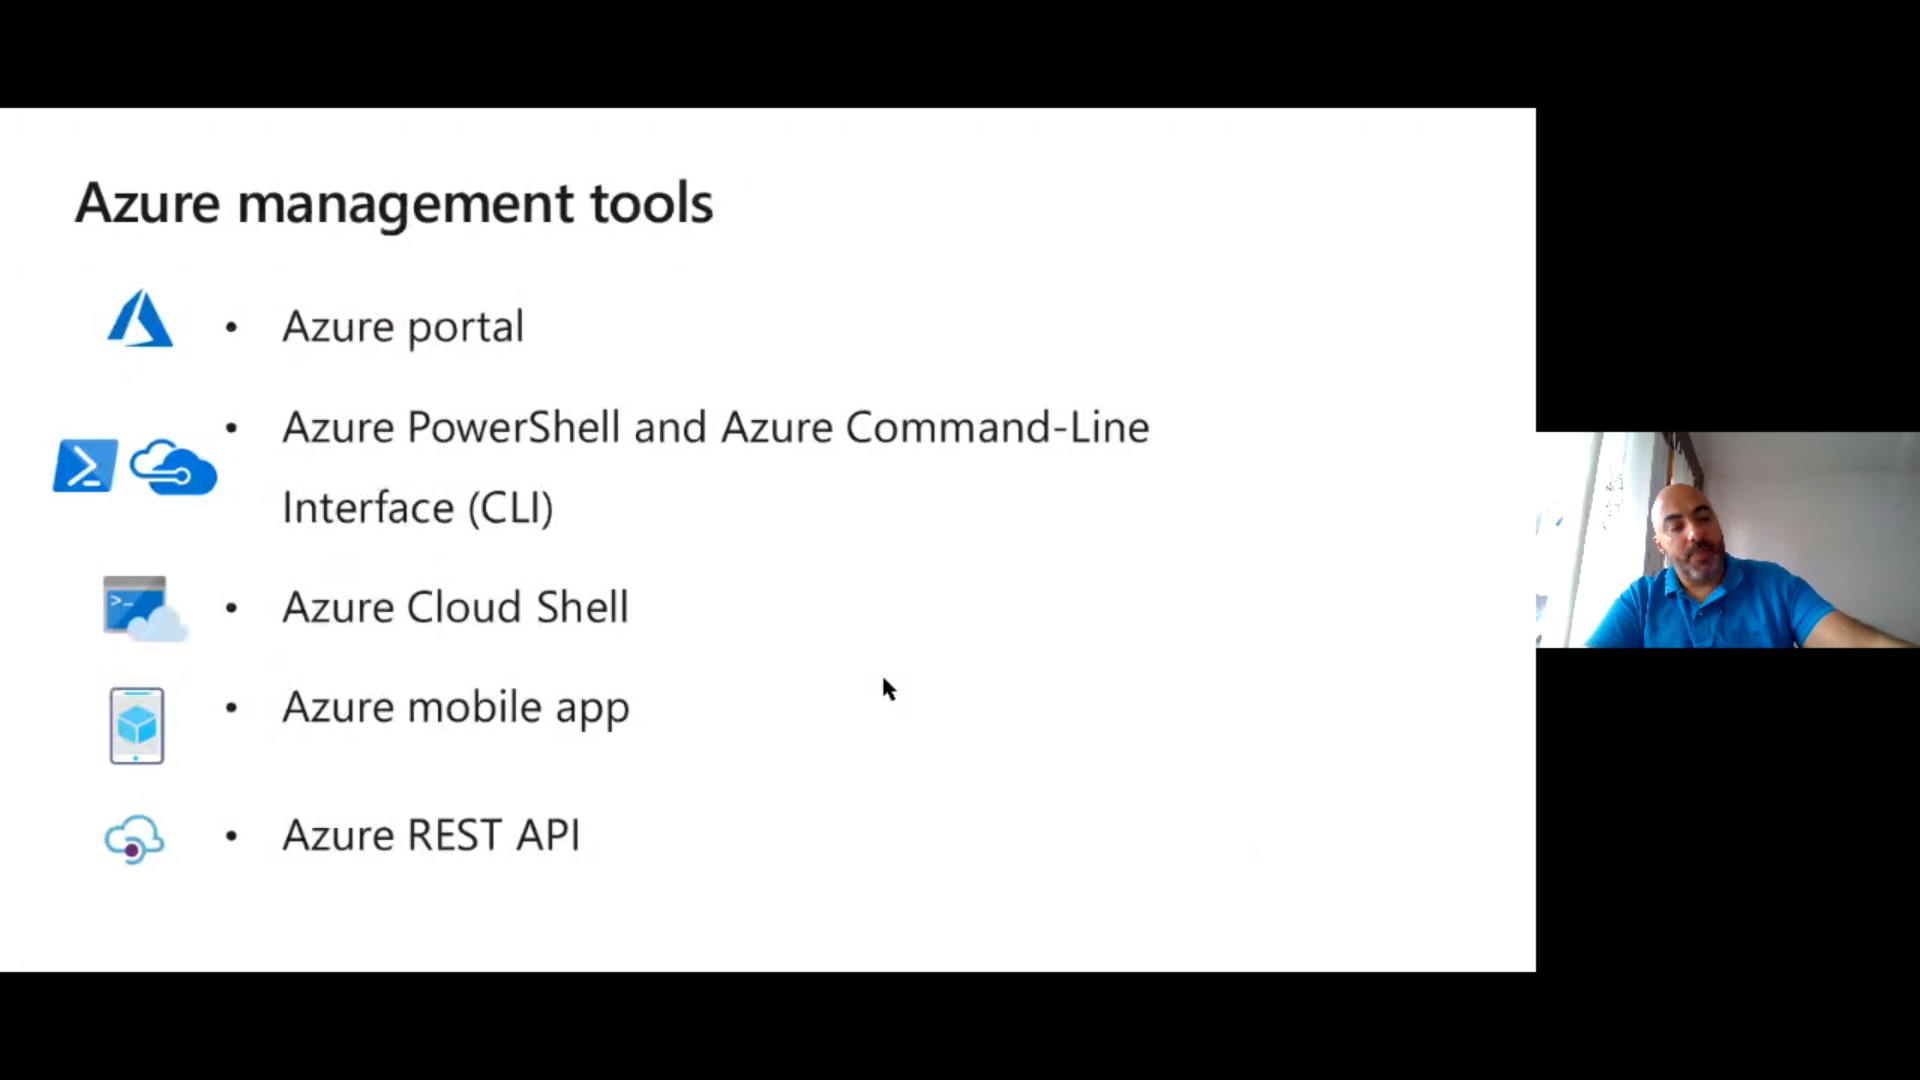 Azure management tools
• Azure portal
• Azure PowerShell and Azure Command-Line
Interface (CLI)
• Azure Cloud Shell
• Azure mobile app
• Azure REST API